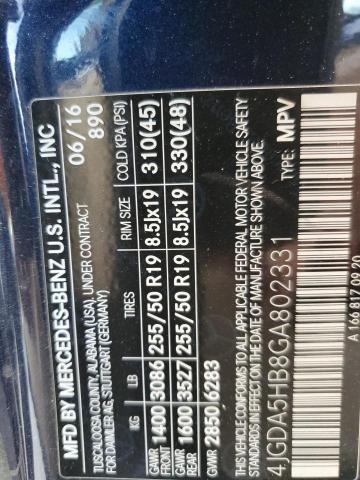 MFG BY MERCEDES-BENZ U.S. INTL., INC
TUSCALOOSA COUNTY, ALABAMA (USA), UNDER CONTRACT
FOR DAIMLER AG, STUTTGART (GERMANY)
06/16
890
KG LB TIRES RIM SIZE COLD KPA (PSI)
GAWR FRONT 1400 3086 255/50 R19 8.5Jx19 310(45)
GAWR REAR 1600 3527 255/50 R19 8.5Jx19 330(48)
GVWR 2850 6283
THIS VEHICLE CONFORMS TO ALL APPLICABLE FEDERAL MOTOR VEHICLE SAFETY
STANDARDS IN EFFECT ON THE DATE OF MANUFACTURE SHOWN ABOVE.
4JGDA5HB8GA802331 TYPE: MPV
A 166 817 09 20